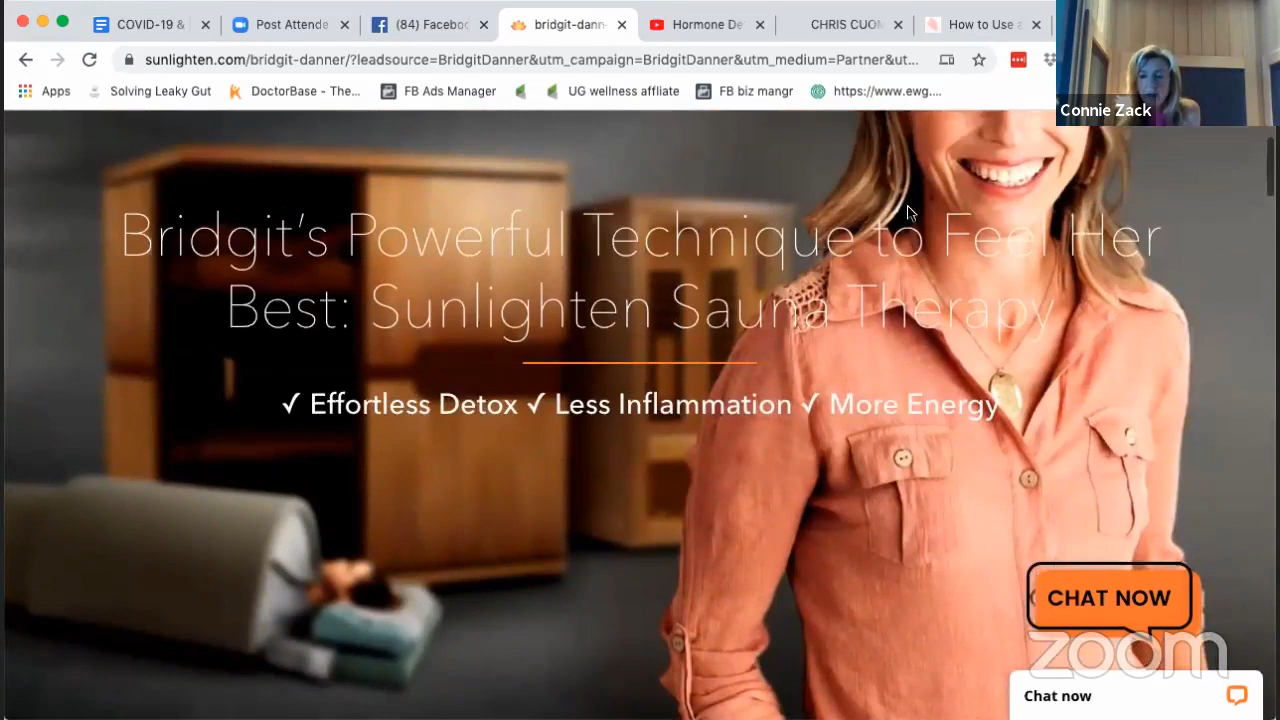 COVID-19 &
Post Attende
(84) Faceboo
bridgit-dann
Hormone De
CHRIS CUO
How to Use a
sunlighten.com/bridgit-danner/?leadsource=BridgitDanner&utm_campaign=BridgitDanner&utm_medium=Partner&ut...
Apps
Solving Leaky Gut
DoctorBase - The...
FB Ads Manager
UG wellness affliate
FB biz mangr
https://www.ewg....
Connie Zack
Bridgit's Powerful Technique to Feel Her
Best: Sunlighten Sauna Therapy
✓ Effortless Detox ✓ Less Inflammation ✓ More Energy
CHAT NOW
zoom
Chat now